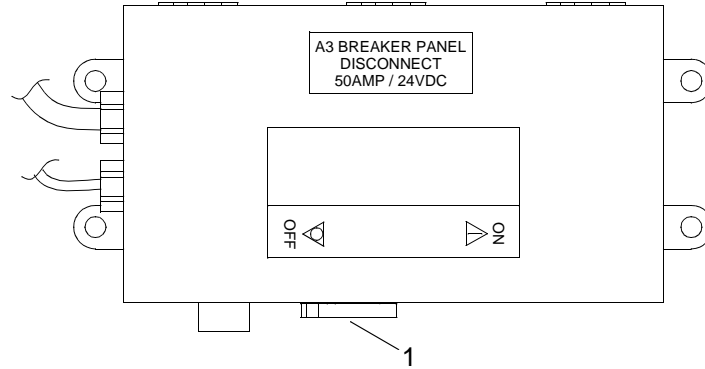 A3 BREAKER PANEL
DISCONNECT
50AMP / 24VDC
OFF
ON
1